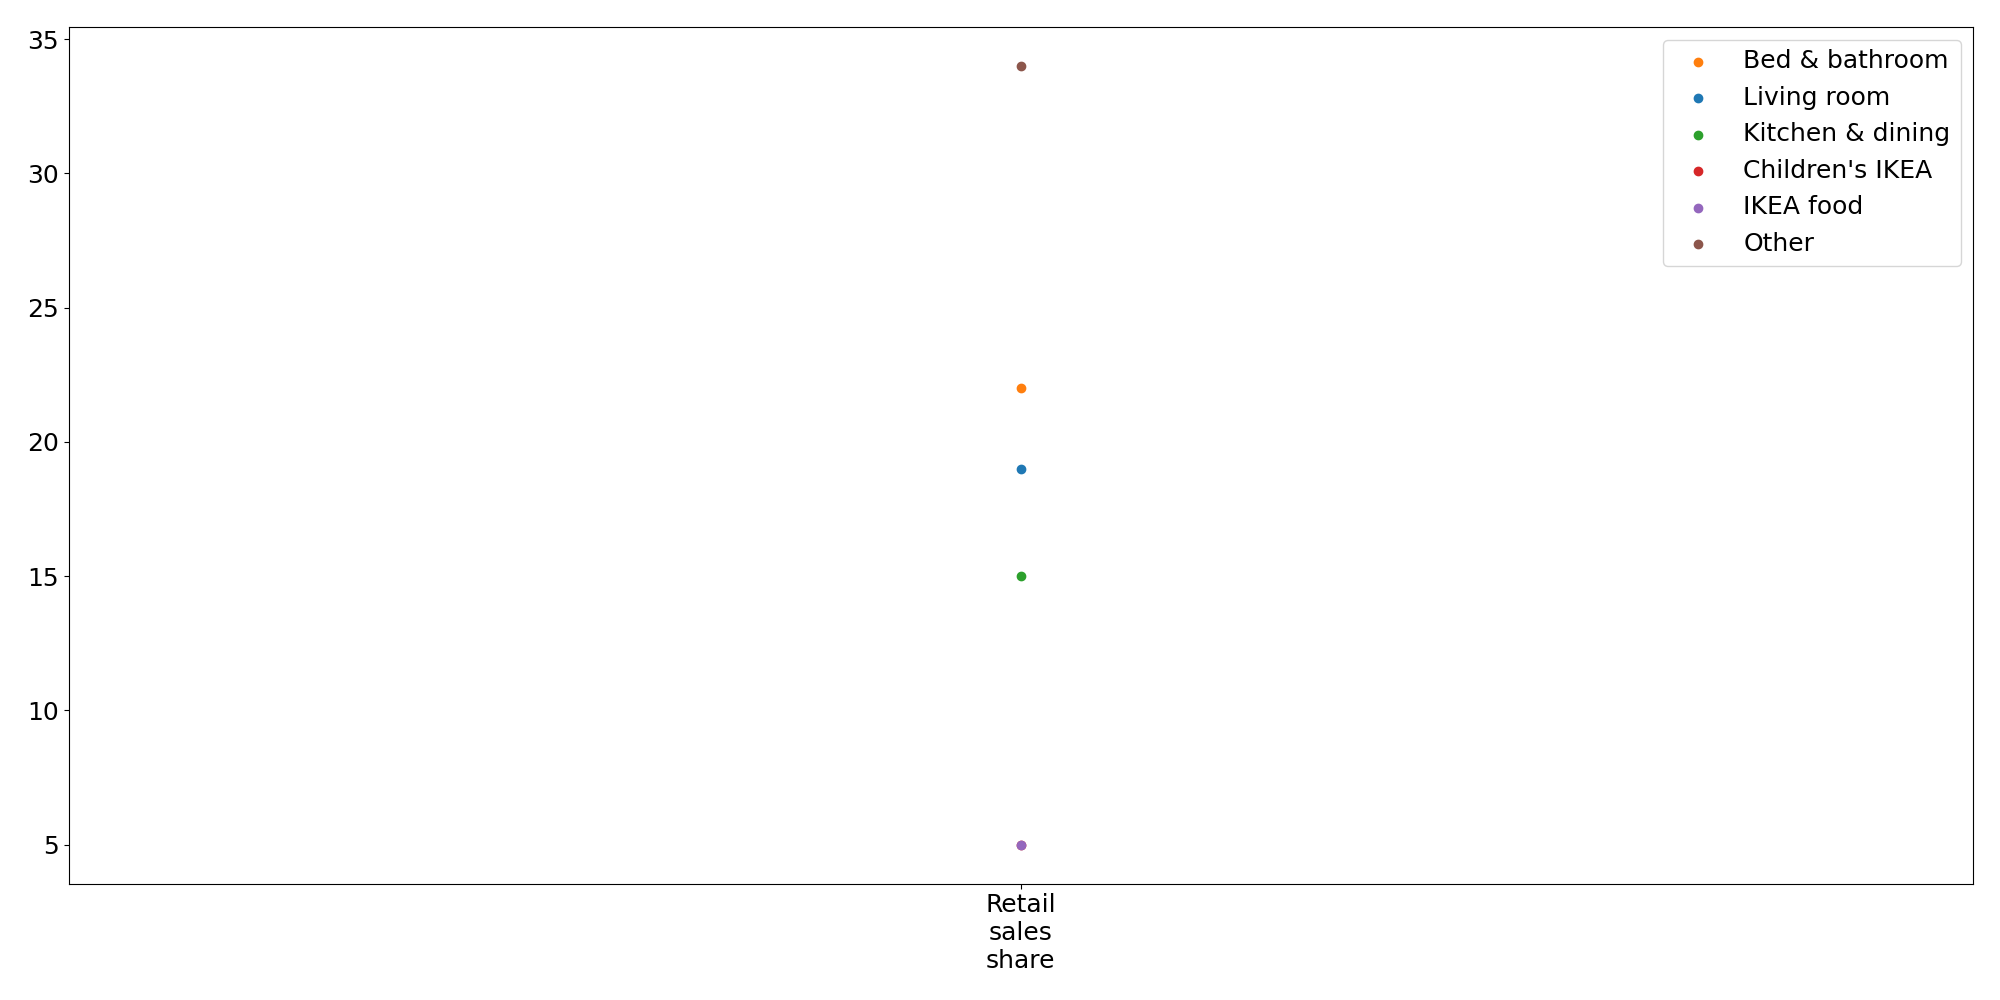 35
30
25
20
15
10
5
Retail
sales
share
Bed & bathroom
Living room
Kitchen & dining
Children's IKEA
IKEA food
Other